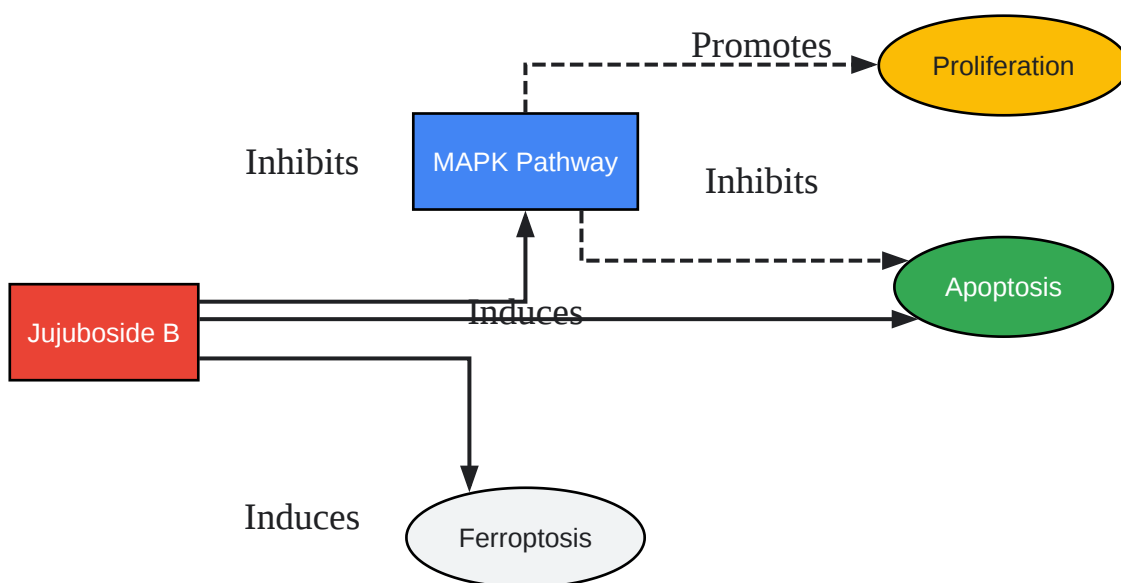 Promotes
Proliferation
Inhibits
MAPK Pathway
Inhibits
Apoptosis
Induces
Jujuboside B
Induces
Ferroptosis